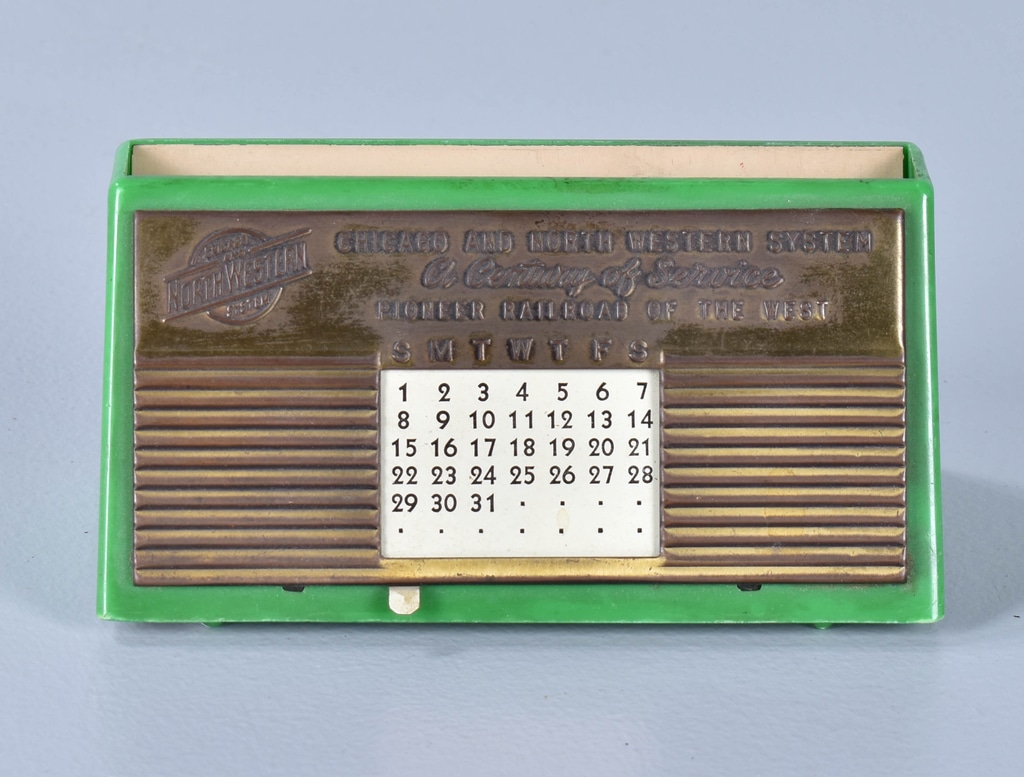 NORTH WESTERN
SYSTEM
CHICAGO AND NORTH WESTERN SYSTEM
A Century of Service
PIONEER RAILROAD OF THE WEST
S M T W T F S
1 2 3 4 5 6 7
8 9 10 11 12 13 14
15 16 17 18 19 20 21
22 23 24 25 26 27 28
29 30 31 . . . .
. . . . . . .